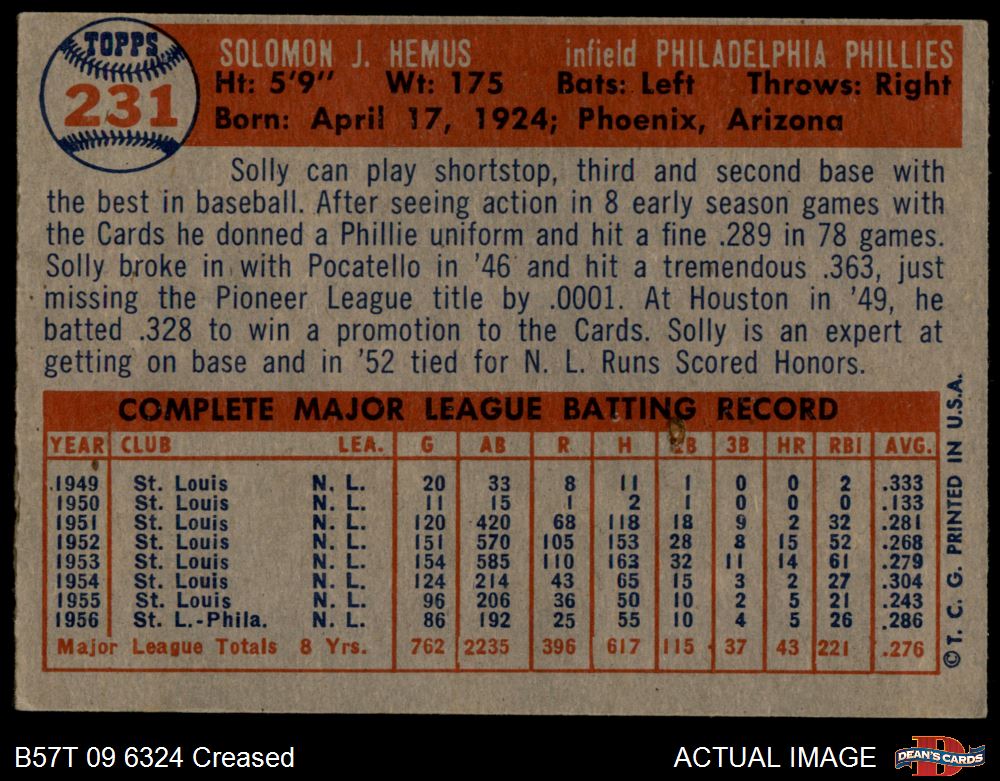 TOPPS
231
SOLOMON J. HEMUS infield PHILADELPHIA PHILLIES
Ht: 5'9" Wt: 175 Bats: Left Throws: Right
Born: April 17, 1924; Phoenix, Arizona
Solly can play shortstop, third and second base with
the best in baseball. After seeing action in 8 early season games with
the Cards he donned a Phillie uniform and hit a fine .289 in 78 games.
Solly broke in with Pocatello in '46 and hit a tremendous .363, just
missing the Pioneer League title by .0001. At Houston in '49, he
batted .328 to win a promotion to the Cards. Solly is an expert at
getting on base and in '52 tied for N. L. Runs Scored Honors.
COMPLETE MAJOR LEAGUE BATTING RECORD
YEAR CLUB LEA. G AB R H 2B 3B HR RBI AVG.
1949 St. Louis N. L. 20 33 8 11 1 0 0 2 .333
1950 St. Louis N. L. 11 15 1 2 1 0 0 0 .133
1951 St. Louis N. L. 120 420 68 118 18 9 2 32 .281
1952 St. Louis N. L. 151 570 105 153 28 8 15 52 .268
1953 St. Louis N. L. 154 585 110 163 32 11 14 61 .279
1954 St. Louis N. L. 124 214 43 65 15 3 2 27 .304
1955 St. Louis N. L. 96 206 36 50 10 2 5 21 .243
1956 St. L.-Phila. N. L. 86 192 25 55 10 4 5 26 .286
Major League Totals 8 Yrs. 762 2235 396 617 115 37 43 221 .276
©T. C. G. PRINTED IN U.S.A.
B57T 09 6324 Creased
ACTUAL IMAGE
DEAN'S CARDS